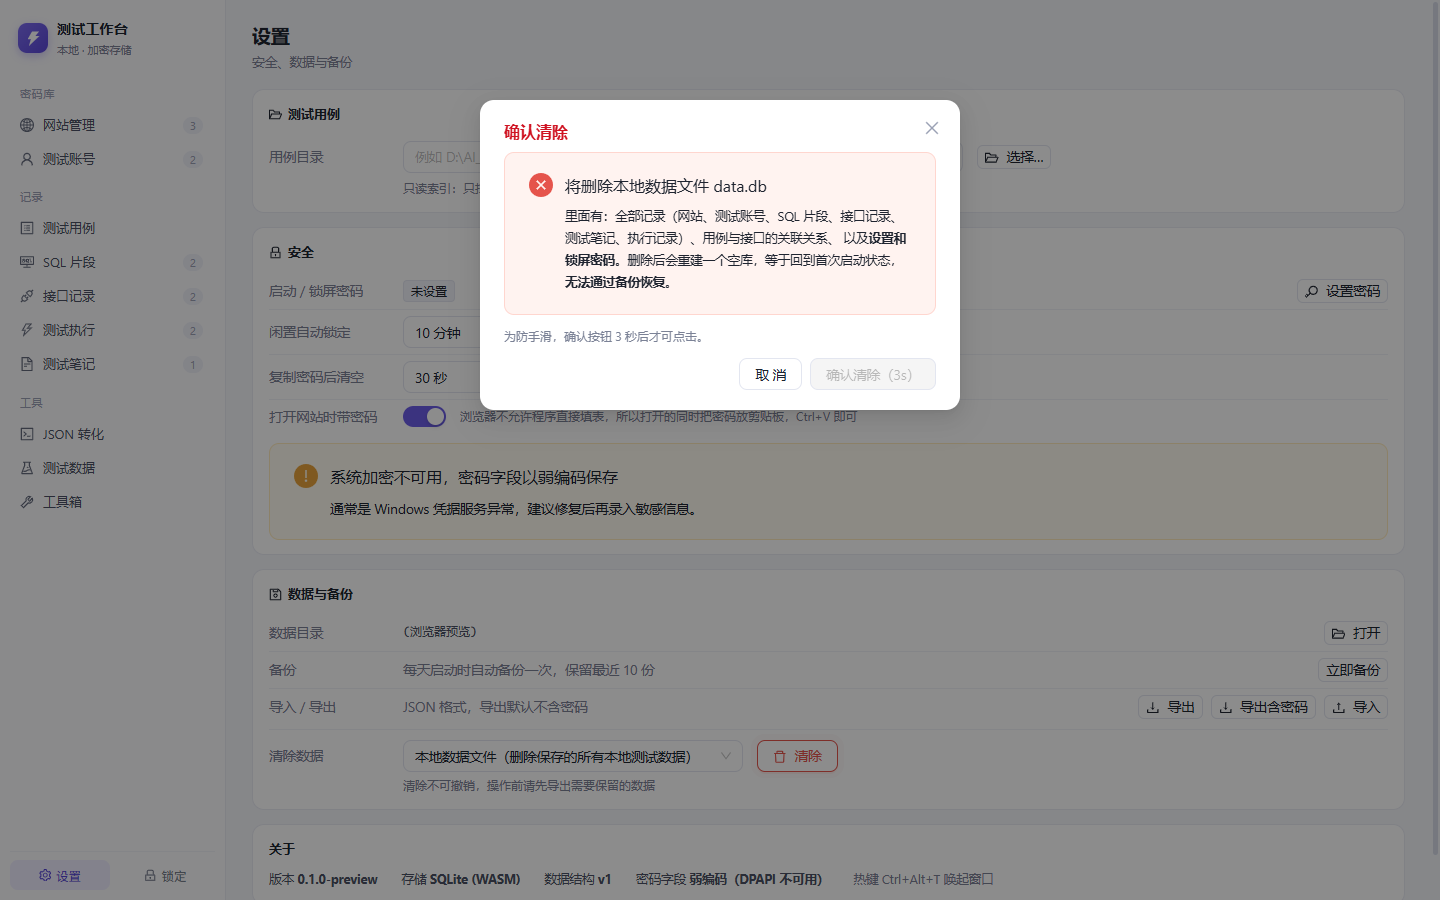 测试工作台
本地 · 加密存储
密码库
网站管理 3
测试账号 2
记录
测试用例
SQL 片段 2
接口记录 2
测试执行 2
测试笔记 1
工具
JSON 转化
测试数据
工具箱
设置
锁定
设置
安全、数据与备份
测试用例
用例目录
例如 D:\AI_
选择...
只读索引：只扫
安全
启动 / 锁屏密码
未设置
设置密码
闲置自动锁定
10 分钟
复制密码后清空
30 秒
打开网站时带密码
浏览器不允许程序直接填表，所以打开的同时把密码放剪贴板，Ctrl+V 即可
系统加密不可用，密码字段以弱编码保存
通常是 Windows 凭据服务异常，建议修复后再录入敏感信息。
数据与备份
数据目录
（浏览器预览）
打开
备份
每天启动时自动备份一次，保留最近 10 份
立即备份
导入 / 导出
JSON 格式，导出默认不含密码
导出
导出含密码
导入
清除数据
本地数据文件（删除保存的所有本地测试数据）
清除
清除不可撤销，操作前请先导出需要保留的数据
关于
版本 0.1.0-preview
存储 SQLite (WASM)
数据结构 v1
密码字段 弱编码（DPAPI 不可用）
热键 Ctrl+Alt+T 唤起窗口
确认清除
将删除本地数据文件 data.db
里面有：全部记录（网站、测试账号、SQL 片段、接口记录、
测试笔记、执行记录）、用例与接口的关联关系、 以及设置和
锁屏密码。删除后会重建一个空库，等于回到首次启动状态，
无法通过备份恢复。
为防手滑，确认按钮 3 秒后才可点击。
取 消
确认清除（3s）